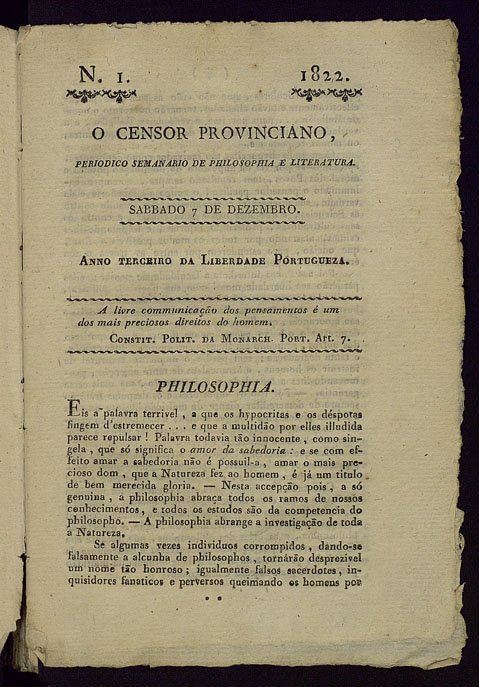 N. 1. 1822.
O CENSOR PROVINCIANO,
PERIODICO SEMANARIO DE PHILOSOPHIA E LITERATURA.
SABBADO 7 DE DEZEMBRO.
ANNO TERCEIRO DA LIBERDADE PORTUGUEZA.
A livre communicação dos pensamentos é um
dos mais preciosos direitos do homem.
CONSTIT. POLIT. DA MONARCH. PORT. ART. 7.
PHILOSOPHIA.
Eis a palavra terrivel, a que os hypocritas e os déspotas
fingem d'estremecer . . . e que a multidão por elles illudida
parece repulsar! Palavra todavia tão innocente, como sin-
gela, que só significa o amor da sabedoria: e se com ef-
feito amar a sabedoria não é possuil-a, amar o mais pre-
cioso dom, que a Natureza fez ao homem, é já um titulo
de bem merecida gloria. — Nesta accepção pois, a só
genuina, a philosophia abraça todos os ramos de nossos
conhecimentos, e todos os estudos são da competencia do
philosopho. — A philosophia abrange a investigação de toda
a Natureza.
Se algumas vezes individuos corrompidos, dando-se
falsamente a alcunha de philosophos, tornárão desprezivel
um nome tão honroso; igualmente falsos sacerdotes, in-
quisidores fanaticos e perversos queimando os homens por
* *